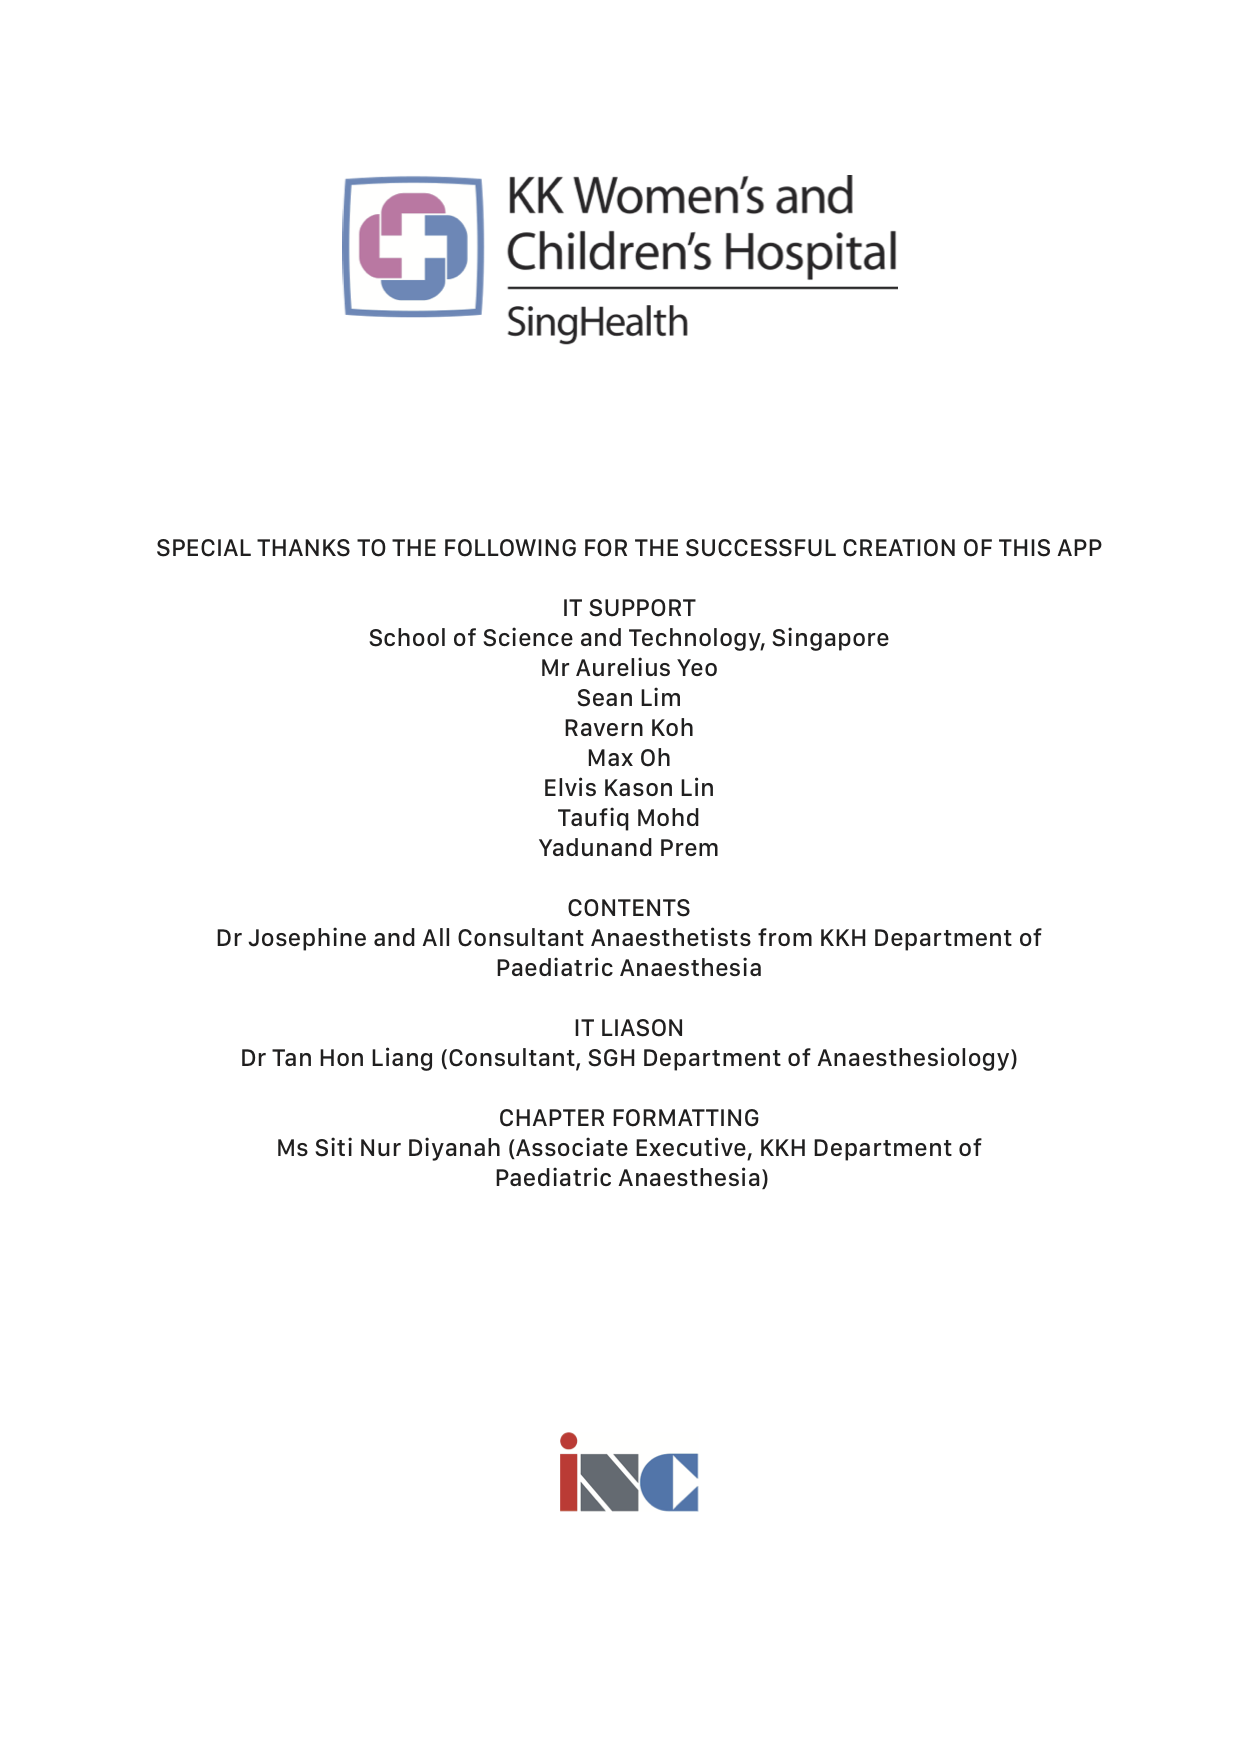 KK Women's and
Children's Hospital
SingHealth
SPECIAL THANKS TO THE FOLLOWING FOR THE SUCCESSFUL CREATION OF THIS APP
IT SUPPORT
School of Science and Technology, Singapore
Mr Aurelius Yeo
Sean Lim
Ravern Koh
Max Oh
Elvis Kason Lin
Taufiq Mohd
Yadunand Prem
CONTENTS
Dr Josephine and All Consultant Anaesthetists from KKH Department of
Paediatric Anaesthesia
IT LIASON
Dr Tan Hon Liang (Consultant, SGH Department of Anaesthesiology)
CHAPTER FORMATTING
Ms Siti Nur Diyanah (Associate Executive, KKH Department of
Paediatric Anaesthesia)
iNC